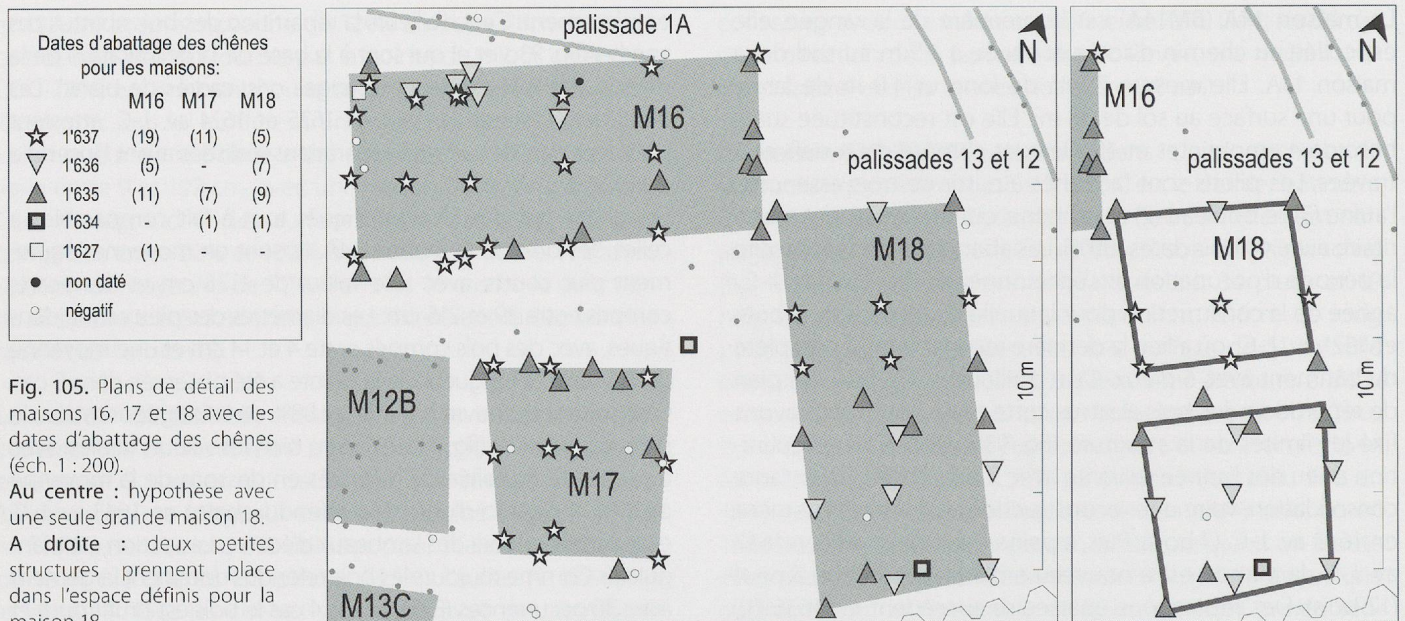 Dates d'abattage des chênes
pour les maisons:
M16 M17 M18
1'637 (19) (11) (5)
1'636 (5) (7)
1'635 (11) (7) (9)
1'634 (1) (1)
1'627 (1)
non daté
négatif
Fig. 105. Plans de détail des
maisons 16, 17 et 18 avec les
dates d'abattage des chênes
(éch. 1 : 200).
Au centre : hypothèse avec
une seule grande maison 18.
A droite : deux petites
structures prennent place
dans l'espace définis pour la
maison 18.
palissade 1A
M16
N
palissades 13 et 12
M18
M12B
M17
M13C
10 m
N
M16
palissades 13 et 12
M18
10 m